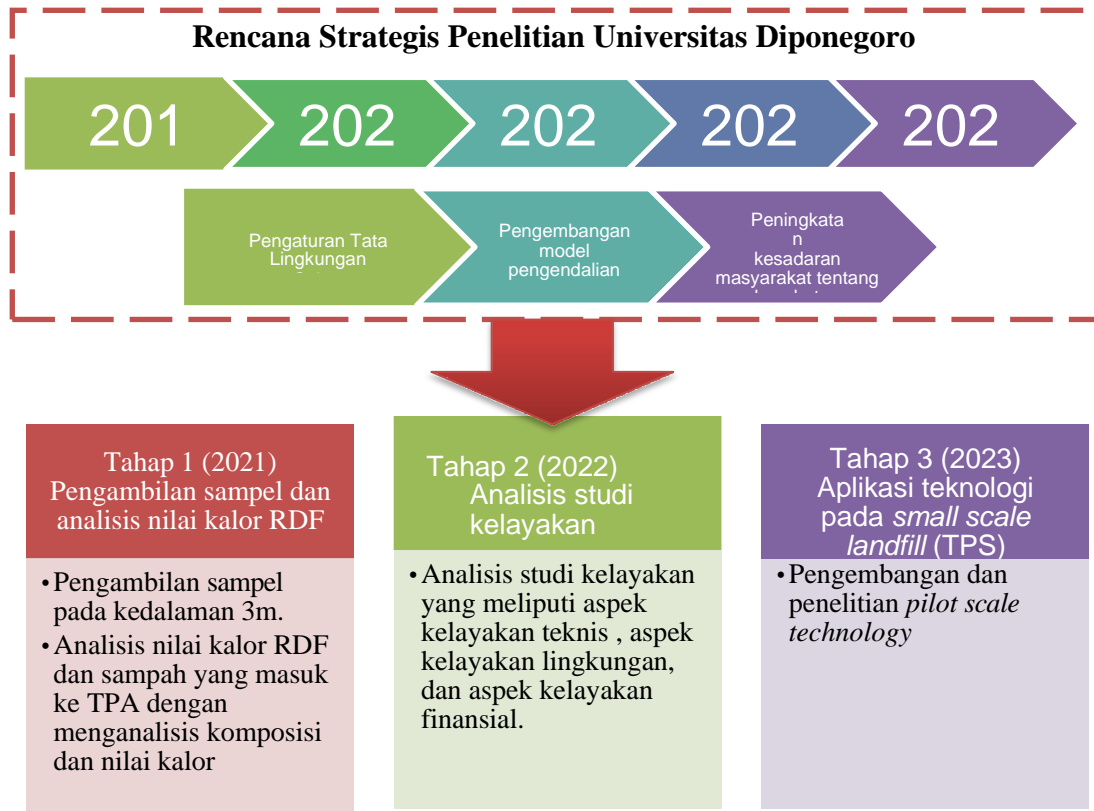 Rencana Strategis Penelitian Universitas Diponegoro
201 202 202 202 202
Pengaturan Tata
Lingkungan
Pengembangan
model
pengendalian
Peningkata
n
kesadaran
masyarakat tentang
Tahap 1 (2021)
Pengambilan sampel dan
analisis nilai kalor RDF
• Pengambilan sampel
pada kedalaman 3m.
• Analisis nilai kalor RDF
dan sampah yang masuk
ke TPA dengan
menganalisis komposisi
dan nilai kalor
Tahap 2 (2022)
Analisis studi
kelayakan
• Analisis studi kelayakan
yang meliputi aspek
kelayakan teknis , aspek
kelayakan lingkungan,
dan aspek kelayakan
finansial.
Tahap 3 (2023)
Aplikasi teknologi
pada small scale
landfill (TPS)
• Pengembangan dan
penelitian pilot scale
technology